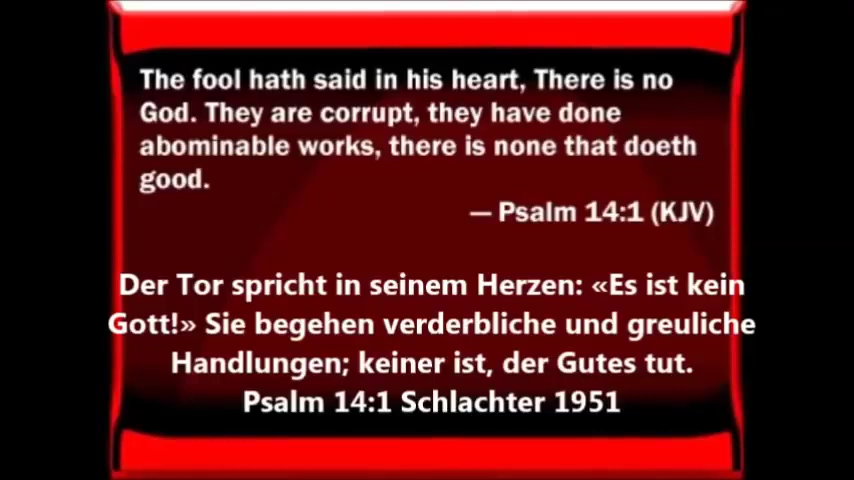 The fool hath said in his heart, There is no
God. They are corrupt, they have done
abominable works, there is none that doeth
good.
— Psalm 14:1 (KJV)
Der Tor spricht in seinem Herzen: «Es ist kein
Gott!» Sie begehen verderbliche und greuliche
Handlungen; keiner ist, der Gutes tut.
Psalm 14:1 Schlachter 1951